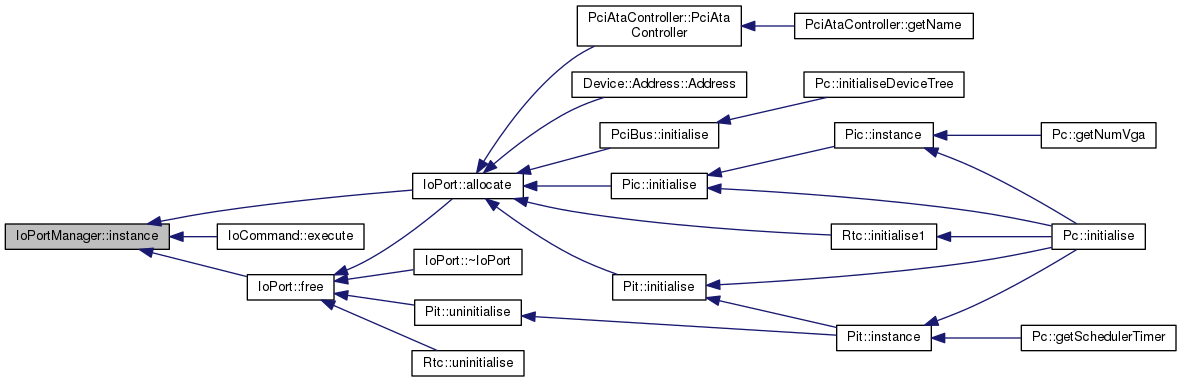 PciAtaController::PciAta
Controller
PciAtaController::getName
Device::Address::Address
Pc::initialiseDeviceTree
PciBus::initialise
Pic::instance
Pc::getNumVga
IoPort::allocate
Pic::initialise
IoPortManager::instance
IoCommand::execute
Rtc::initialise1
Pc::initialise
IoPort::~IoPort
IoPort::free
Pit::initialise
Pit::uninitialise
Pit::instance
Pc::getSchedulerTimer
Rtc::uninitialise